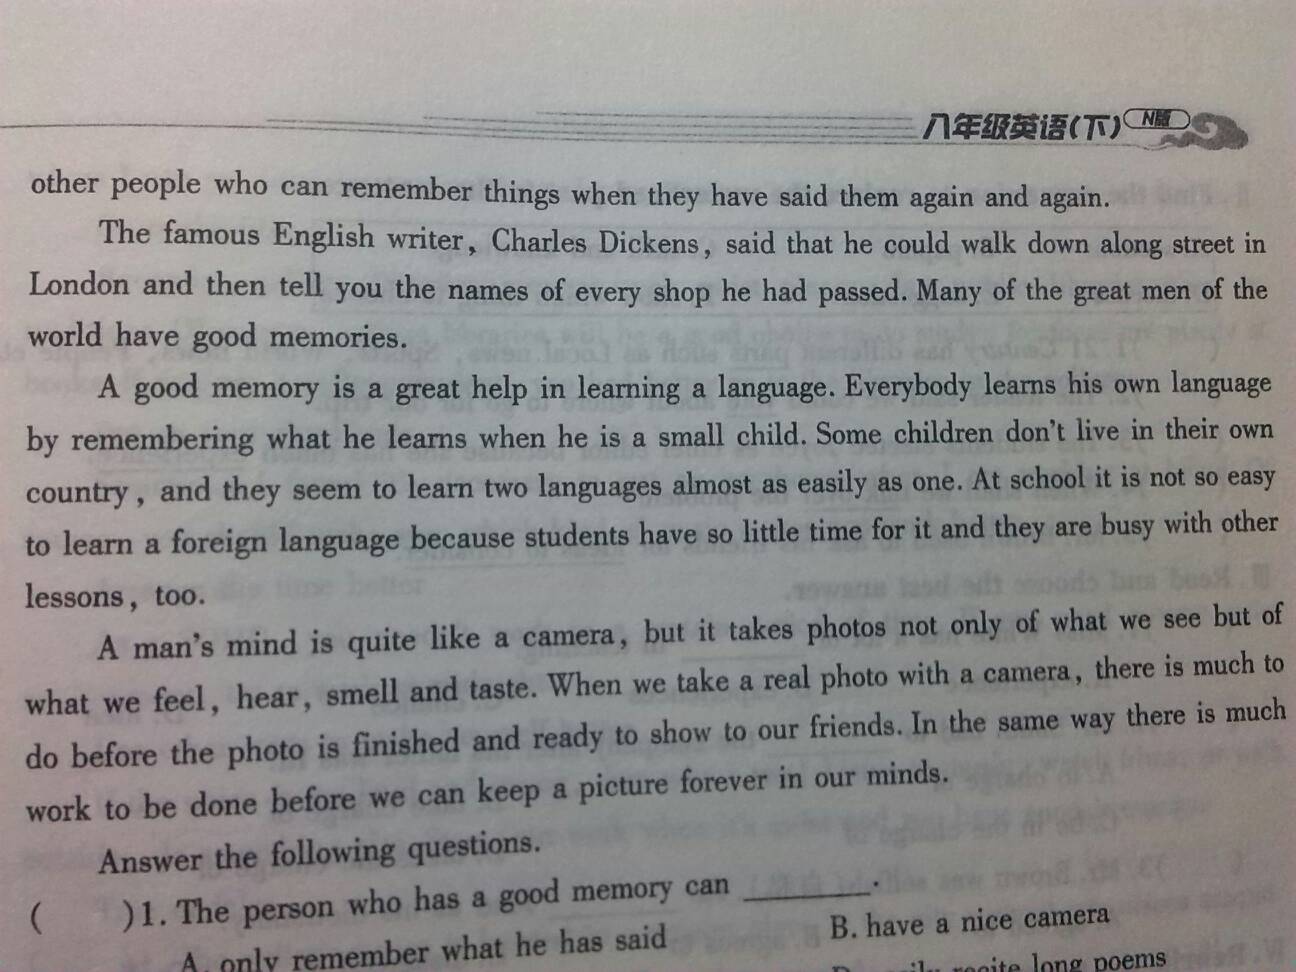 八年级英语(下) N版
other people who can remember things when they have said them again and again.
The famous English writer, Charles Dickens, said that he could walk down along street in
London and then tell you the names of every shop he had passed. Many of the great men of the
world have good memories.
A good memory is a great help in learning a language. Everybody learns his own language
by remembering what he learns when he is a small child. Some children don't live in their own
country, and they seem to learn two languages almost as easily as one. At school it is not so easy
to learn a foreign language because students have so little time for it and they are busy with other
lessons, too.
A man's mind is quite like a camera, but it takes photos not only of what we see but of
what we feel, hear, smell and taste. When we take a real photo with a camera, there is much to
do before the photo is finished and ready to show to our friends. In the same way there is much
work to be done before we can keep a picture forever in our minds.
Answer the following questions.
( )1. The person who has a good memory can ______.
A. only remember what he has said B. have a nice camera
recite long poems